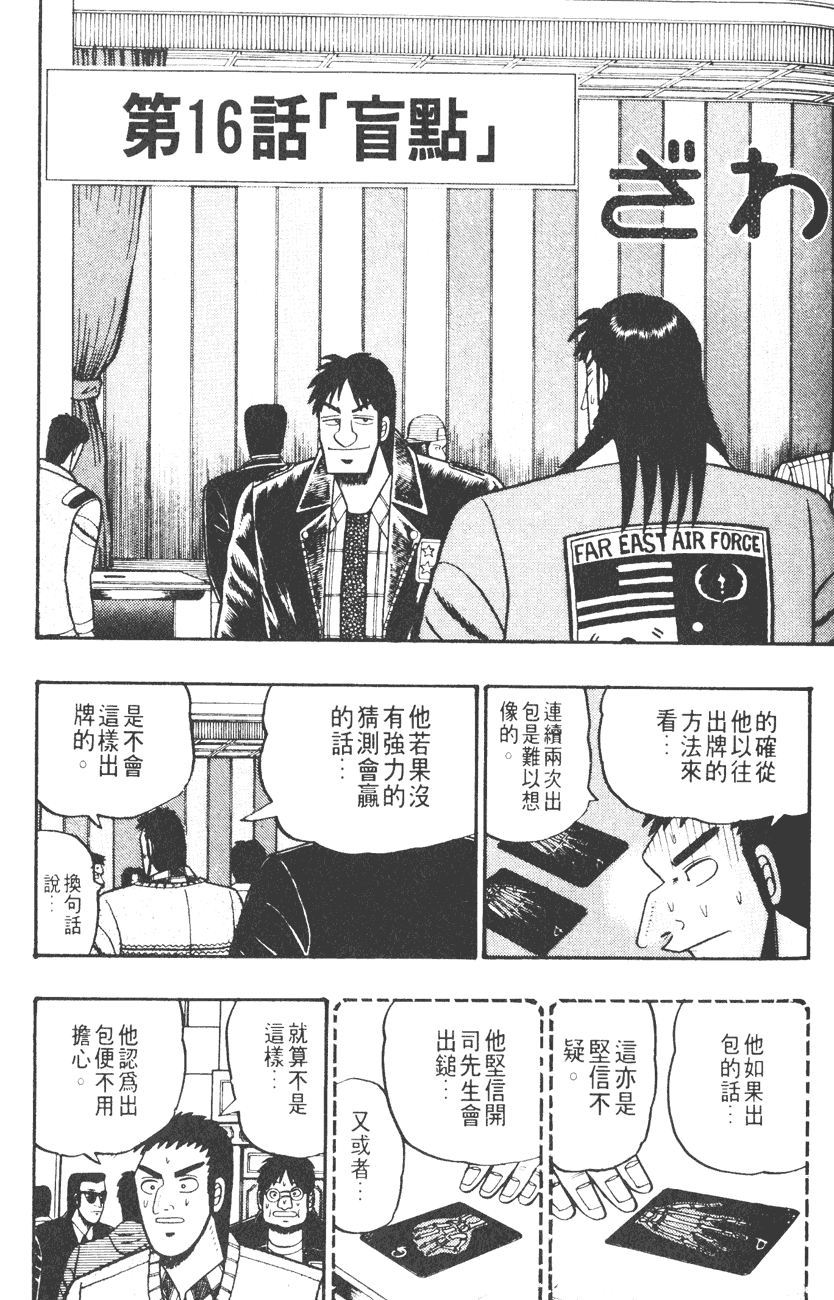 第16話「盲點」
ざわ
FAR EAST AIR FORCE
的確從
他以往
出牌的
方法來
看…
連續兩次出
包是難以想
像的。
他若果沒
有強力的
猜測會贏
的話…
是不會
這樣出
牌的。
換句話
說…
他如果出
包的話…
這亦是
堅信不
疑。
他堅信開
司先生會
出鎚…
又或者…
就算不是
這樣…
他認爲出
包便不用
擔心。